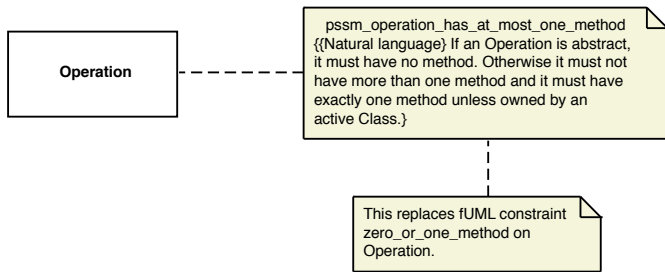 Operation
pssm_operation_has_at_most_one_method
{{Natural language} If an Operation is abstract,
it must have no method. Otherwise it must not
have more than one method and it must have
exactly one method unless owned by an
active Class.}
This replaces fUML constraint
zero_or_one_method on
Operation.